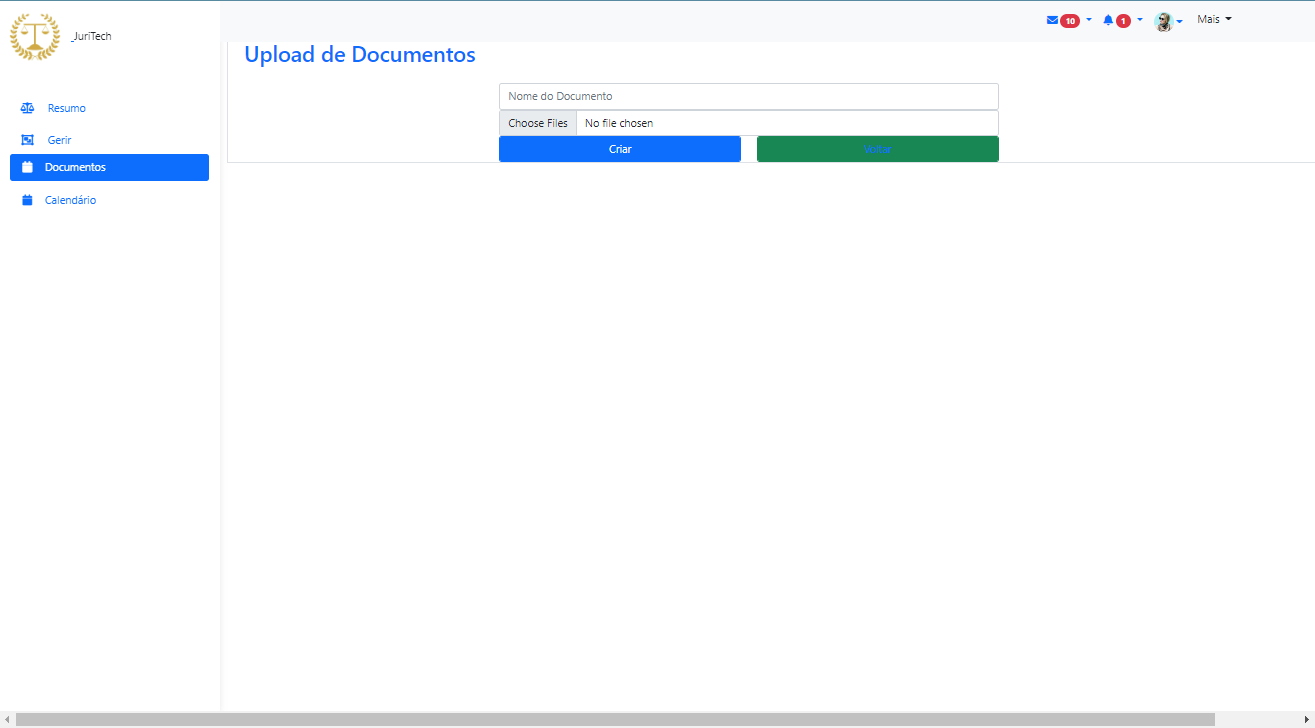 _JuriTech
10
1
Mais
Resumo
Gerir
Documentos
Calendário
Upload de Documentos
Nome do Documento
Choose Files No file chosen
Criar
Voltar